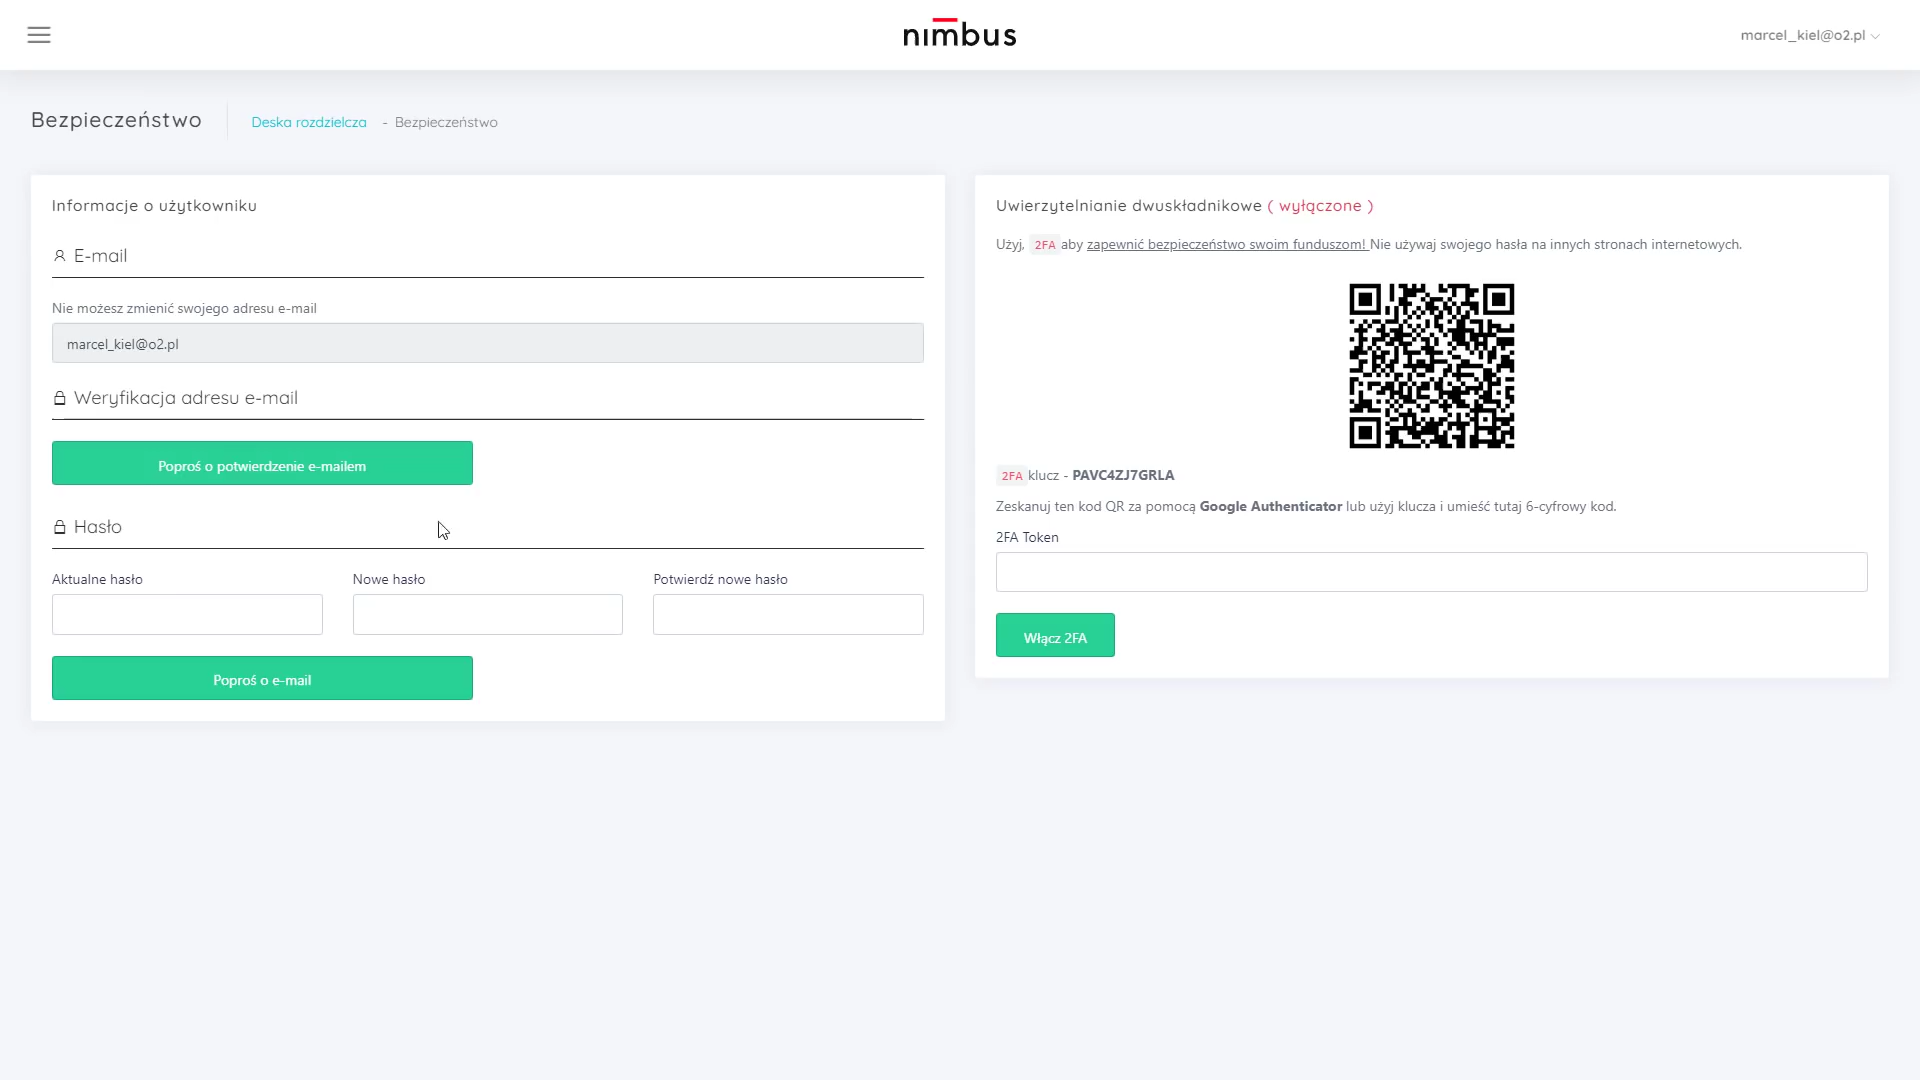 nimbus
marcel_kiel@o2.pl
Bezpieczeństwo
Deska rozdzielcza - Bezpieczeństwo
Informacje o użytkowniku
E-mail
Nie możesz zmienić swojego adresu e-mail
marcel_kiel@o2.pl
Weryfikacja adresu e-mail
Poproś o potwierdzenie e-mailem
Hasło
Aktualne hasło Nowe hasło Potwierdź nowe hasło
Poproś o e-mail
Uwierzytelnianie dwuskładnikowe ( wyłączone )
Użyj, 2FA aby zapewnić bezpieczeństwo swoim funduszom! Nie używaj swojego hasła na innych stronach internetowych.
2FA klucz - PAVC4ZJ7GRLA
Zeskanuj ten kod QR za pomocą Google Authenticator lub użyj klucza i umieść tutaj 6-cyfrowy kod.
2FA Token
Włącz 2FA